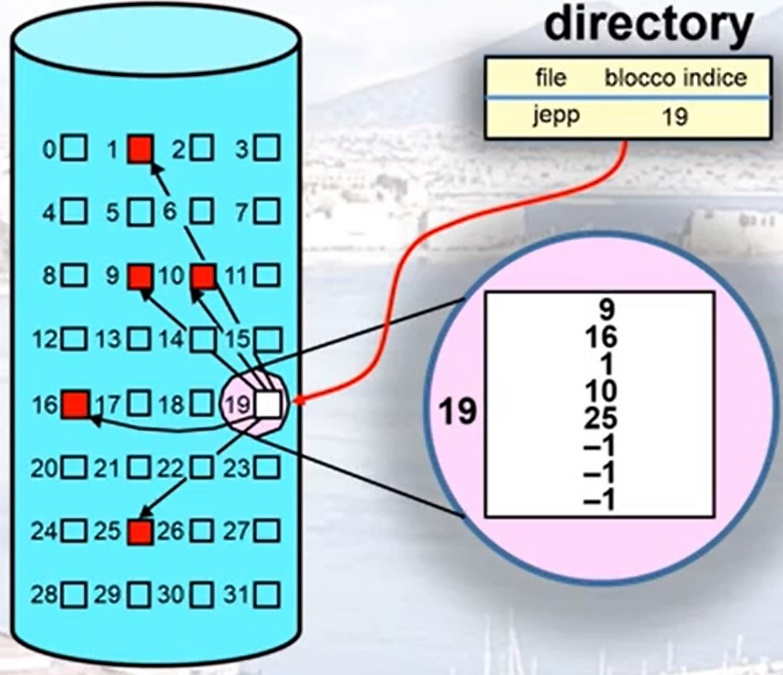 directory
file blocco indice
jepp 19
0 1 2 3
4 5 6 7
8 9 10 11
12 13 14 15
16 17 18 19
20 21 22 23
24 25 26 27
28 29 30 31
19
9
16
1
10
25
–1
–1
–1